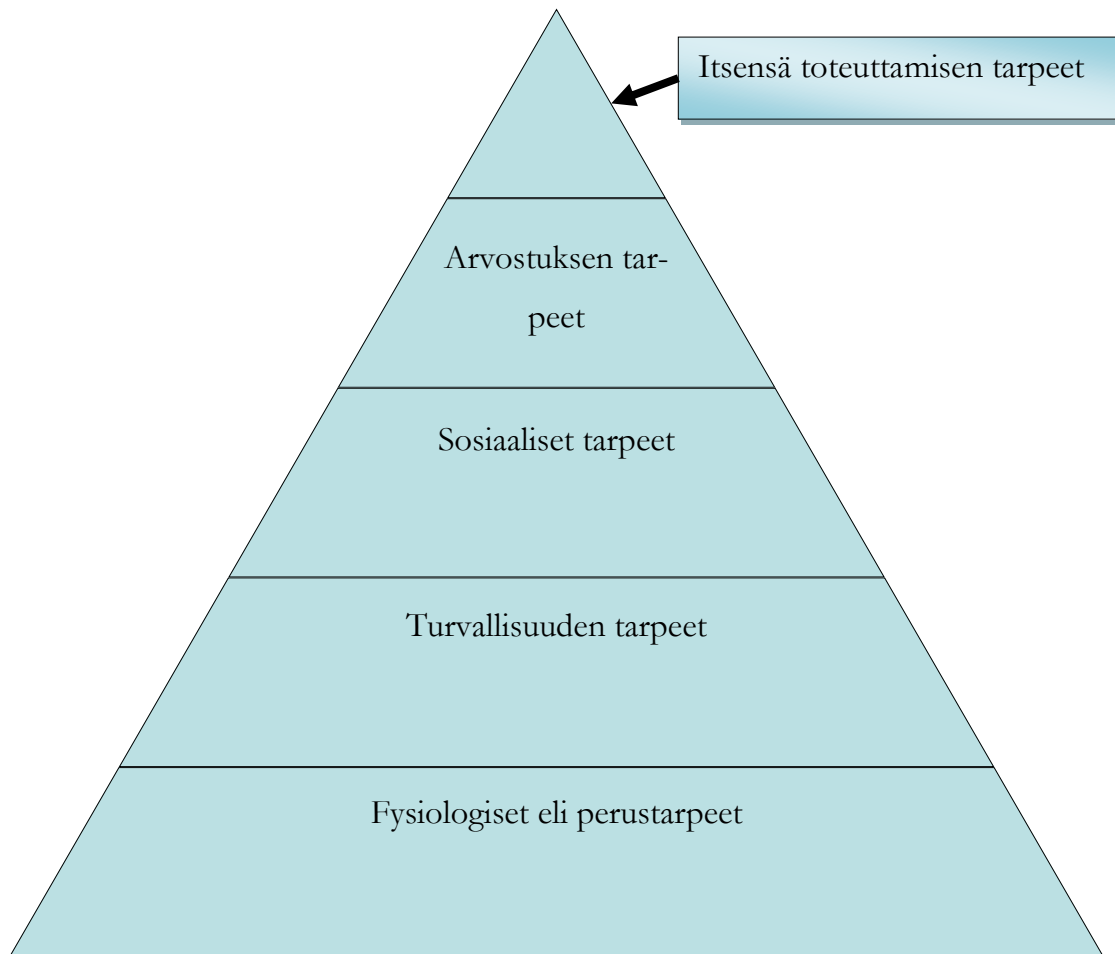 Itsensä toteuttamisen tarpeet
Arvostuksen tar-
peet
Sosiaaliset tarpeet
Turvallisuuden tarpeet
Fysiologiset eli perustarpeet